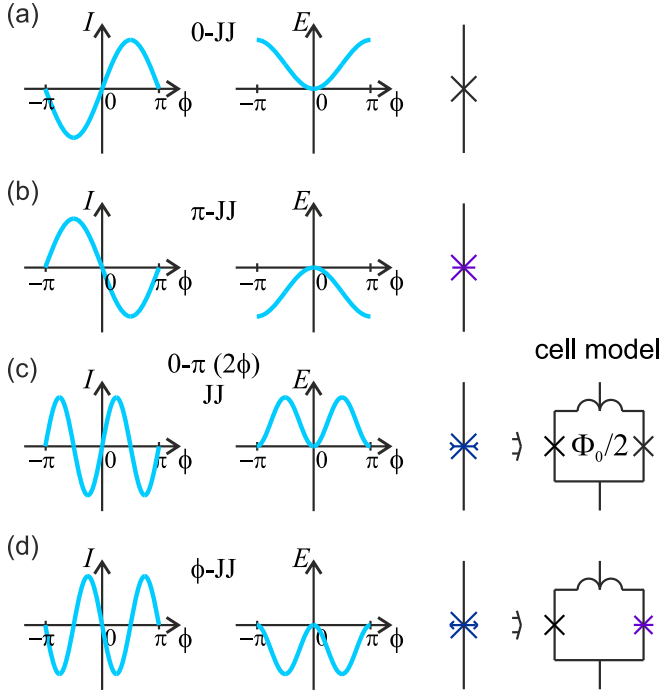 (a)
I
0-JJ
E
−π
0
π
ϕ
−π
0
π
ϕ
(b)
I
π-JJ
E
−π
0
π
ϕ
−π
0
π
ϕ
cell model
(c)
I
0-π (2ϕ)
JJ
E
−π
0
π
ϕ
−π
0
π
ϕ
Φ₀/2
(d)
I
ϕ-JJ
E
−π
0
π
ϕ
−π
0
π
ϕ